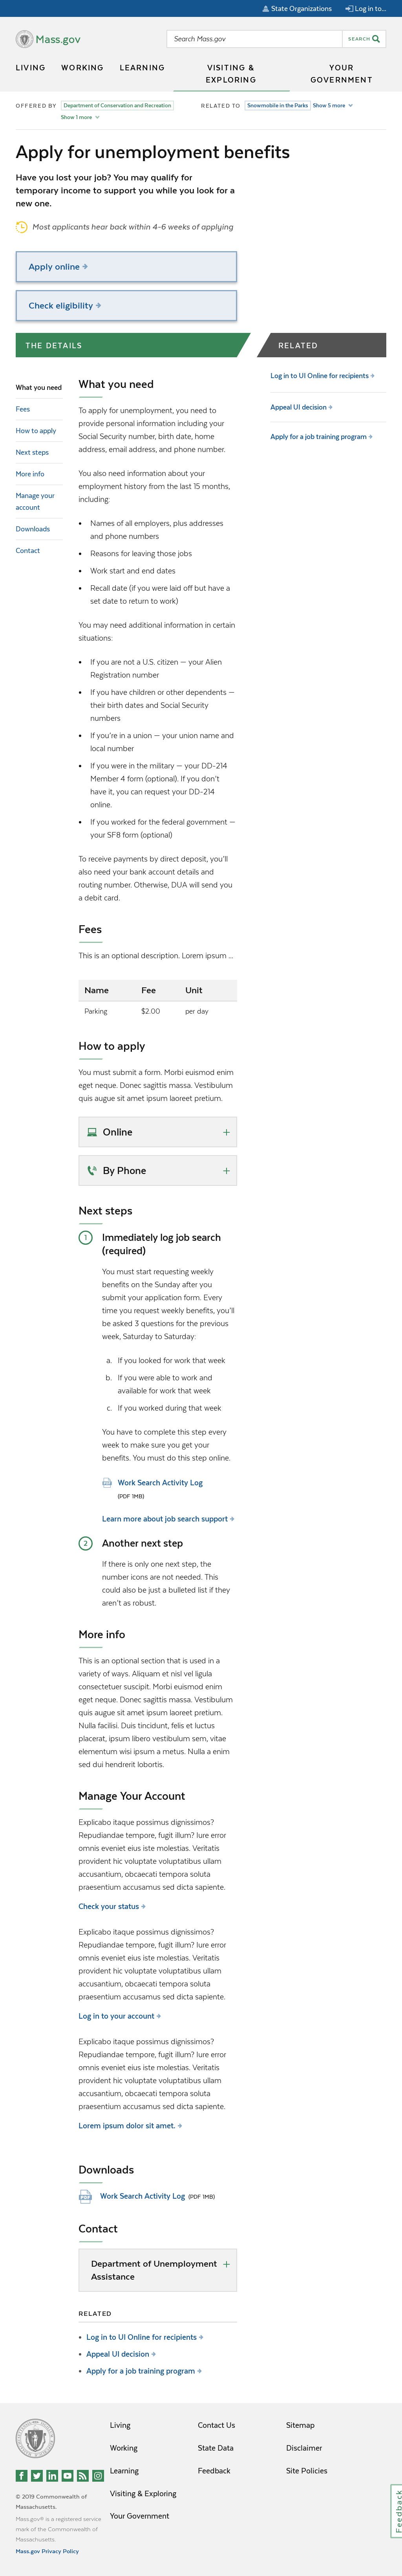 State Organizations
Log in to...
Mass.gov
Search Mass.gov
SEARCH
LIVING
WORKING
LEARNING
VISITING &
EXPLORING
YOUR
GOVERNMENT
OFFERED BY
Department of Conservation and Recreation
Show 1 more
RELATED TO
Snowmobile in the Parks
Show 5 more
Apply for unemployment benefits
Have you lost your job? You may qualify for
temporary income to support you while you look for a
new one.
Most applicants hear back within 4-6 weeks of applying
Apply online
Check eligibility
THE DETAILS
RELATED
What you need
Fees
How to apply
Next steps
More info
Manage your
account
Downloads
Contact
Log in to UI Online for recipients
Appeal UI decision
Apply for a job training program
What you need
To apply for unemployment, you need to
provide personal information including your
Social Security number, birth date, home
address, email address, and phone number.
You also need information about your
employment history from the last 15 months,
including:
• Names of all employers, plus addresses
and phone numbers
• Reasons for leaving those jobs
• Work start and end dates
• Recall date (if you were laid off but have a
set date to return to work)
You may need additional information in certain
situations:
• If you are not a U.S. citizen — your Alien
Registration number
• If you have children or other dependents —
their birth dates and Social Security
numbers
• If you're in a union — your union name and
local number
• If you were in the military — your DD-214
Member 4 form (optional). If you don't
have it, you can request your DD-214
online.
• If you worked for the federal government —
your SF8 form (optional)
To receive payments by direct deposit, you'll
also need your bank account details and
routing number. Otherwise, DUA will send you
a debit card.
Fees
This is an optional description. Lorem ipsum ...
Name Fee Unit
Parking $2.00 per day
How to apply
You must submit a form. Morbi euismod enim
eget neque. Donec sagittis massa. Vestibulum
quis augue sit amet ipsum laoreet pretium.
Online
By Phone
Next steps
1 Immediately log job search
(required)
You must start requesting weekly
benefits on the Sunday after you
submit your application form. Every
time you request weekly benefits, you'll
be asked 3 questions for the previous
week, Saturday to Saturday:
a. If you looked for work that week
b. If you were able to work and
available for work that week
c. If you worked during that week
You have to complete this step every
week to make sure you get your
benefits. You must do this step online.
Work Search Activity Log
(PDF 1MB)
Learn more about job search support
2 Another next step
If there is only one next step, the
number icons are not needed. This
could also be just a bulleted list if they
aren't as robust.
More info
This is an optional section that is used in a
variety of ways. Aliquam et nisl vel ligula
consectetuer suscipit. Morbi euismod enim
eget neque. Donec sagittis massa. Vestibulum
quis augue sit amet ipsum laoreet pretium.
Nulla facilisi. Duis tincidunt, felis et luctus
placerat, ipsum libero vestibulum sem, vitae
elementum wisi ipsum a metus. Nulla a enim
sed dui hendrerit lobortis.
Manage Your Account
Explicabo itaque possimus dignissimos?
Repudiandae tempore, fugit illum? Iure error
omnis eveniet eius iste molestias. Veritatis
provident hic voluptate voluptatibus ullam
accusantium, obcaecati tempora soluta
praesentium accusamus sed dicta sapiente.
Check your status
Explicabo itaque possimus dignissimos?
Repudiandae tempore, fugit illum? Iure error
omnis eveniet eius iste molestias. Veritatis
provident hic voluptate voluptatibus ullam
accusantium, obcaecati tempora soluta
praesentium accusamus sed dicta sapiente.
Log in to your account
Explicabo itaque possimus dignissimos?
Repudiandae tempore, fugit illum? Iure error
omnis eveniet eius iste molestias. Veritatis
provident hic voluptate voluptatibus ullam
accusantium, obcaecati tempora soluta
praesentium accusamus sed dicta sapiente.
Lorem ipsum dolor sit amet.
Downloads
Work Search Activity Log (PDF 1MB)
Contact
Department of Unemployment
Assistance
RELATED
• Log in to UI Online for recipients
• Appeal UI decision
• Apply for a job training program
Living
Working
Learning
Visiting & Exploring
Your Government
Contact Us
State Data
Feedback
Sitemap
Disclaimer
Site Policies
© 2019 Commonwealth of
Massachusetts.
Mass.gov® is a registered service
mark of the Commonwealth of
Massachusetts.
Mass.gov Privacy Policy
Feedback